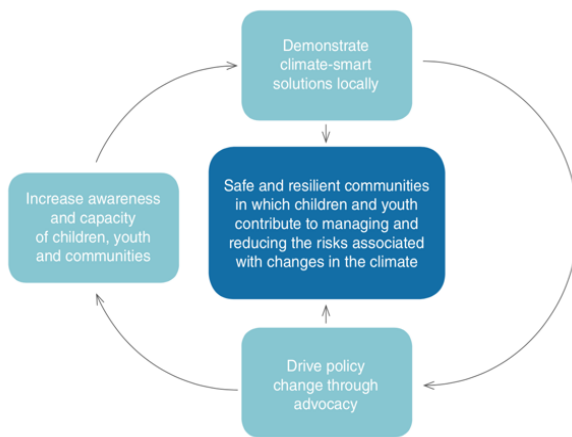 Demonstrate
climate-smart
solutions locally
Safe and resilient communities
in which children and youth
contribute to managing and
reducing the risks associated
with changes in the climate
Increase awareness
and capacity
of children, youth
and communities
Drive policy
change through
advocacy